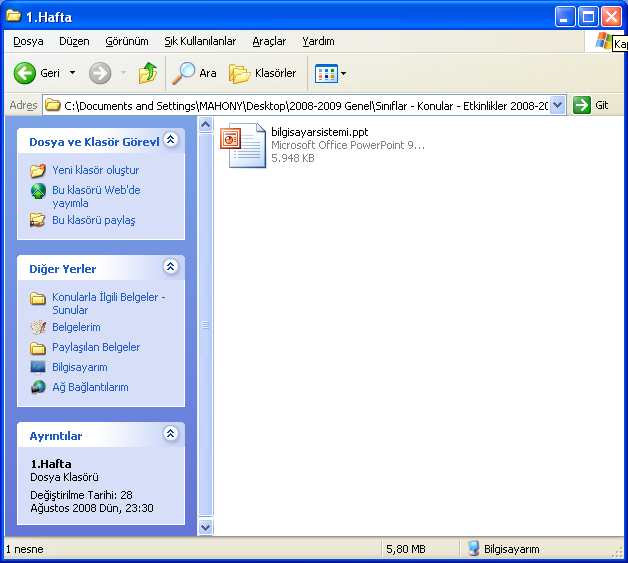 1.Hafta
Dosya Düzen Görünüm Sık Kullanılanlar Araçlar Yardım
Geri Ara Klasörler
Adres C:\Documents and Settings\MAHONY\Desktop\2008-2009 Genel\Sınıflar - Konular - Etkinlikler 2008-20 Git
Dosya ve Klasör Görevl
Yeni klasör oluştur
Bu klasörü Web'de
yayımla
Bu klasörü paylaş
Diğer Yerler
Konularla İlgili Belgeler -
Sunular
Belgelerim
Paylaşılan Belgeler
Bilgisayarım
Ağ Bağlantılarım
Ayrıntılar
1.Hafta
Dosya Klasörü
Değiştirilme Tarihi: 28
Ağustos 2008 Dün, 23:30
bilgisayarsistemi.ppt
Microsoft Office PowerPoint 9...
5.948 KB
1 nesne 5,80 MB Bilgisayarım